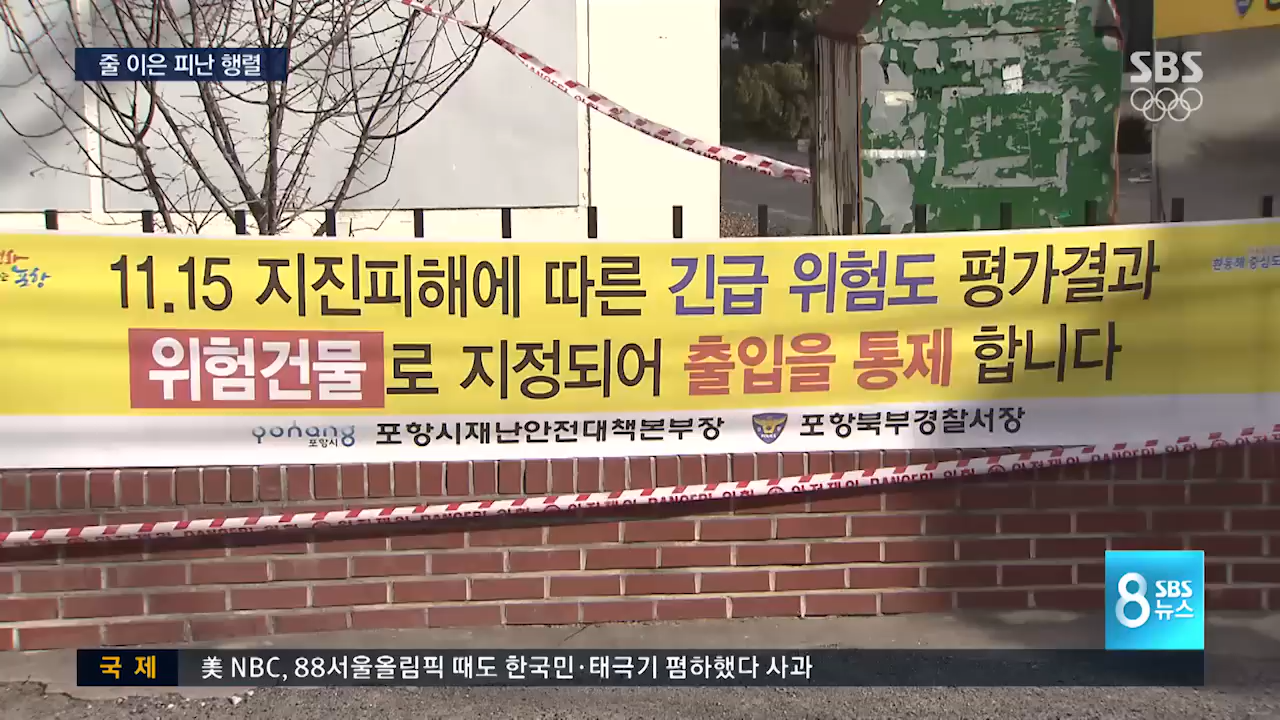 줄 이은 피난 행렬
SBS
11.15 지진피해에 따른 긴급 위험도 평가결과
위험건물로 지정되어 출입을 통제 합니다
pohang 포항시 포항시재난안전대책본부장 포항북부경찰서장
8 SBS 뉴스
국 제 美 NBC, 88서울올림픽 때도 한국민·태극기 폄하했다 사과